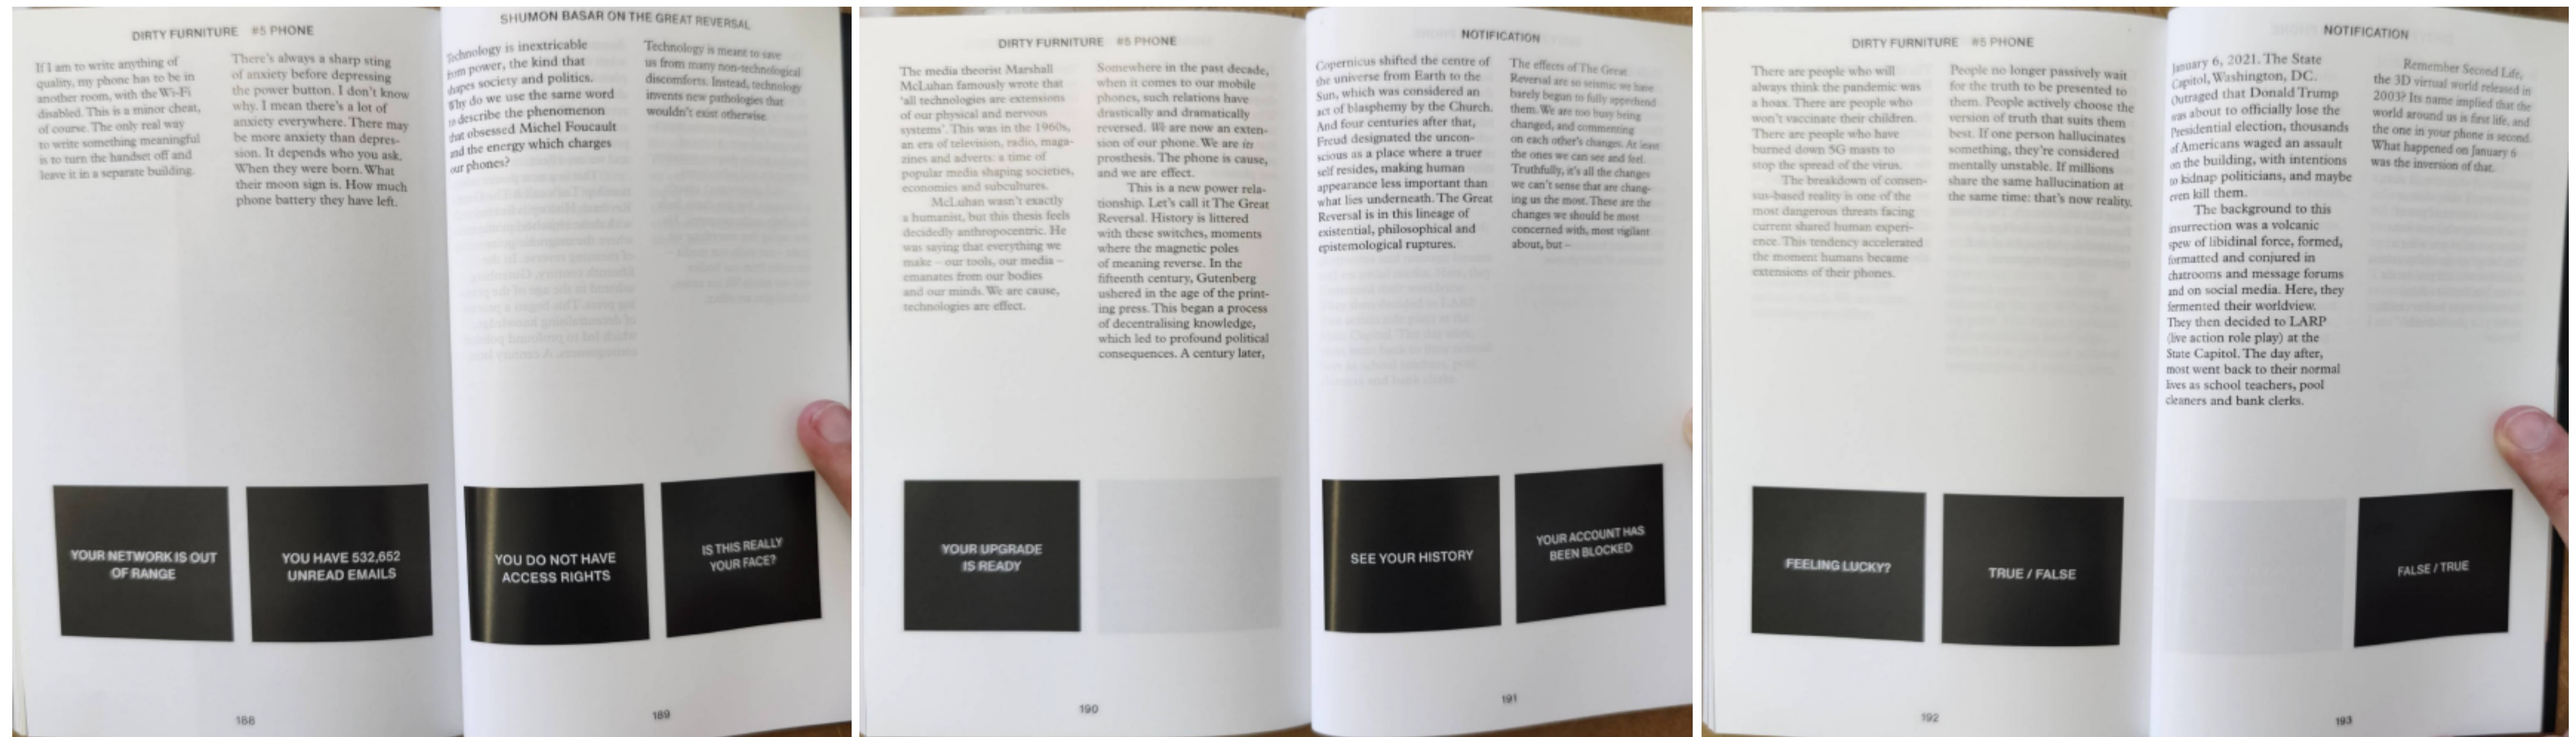 DIRTY FURNITURE #5 PHONE
If I am to write anything of
quality, my phone has to be in
another room, with the Wi-Fi
disabled. This is a minor cheat,
of course. The only real way
to write something meaningful
is to turn the handset off and
leave it in a separate building.
There's always a sharp sting
of anxiety before depressing
the power button. I don't know
why. I mean there's a lot of
anxiety everywhere. There may
be more anxiety than depres-
sion. It depends who you ask.
When they were born. What
their moon sign is. How much
phone battery they have left.
YOUR NETWORK IS OUT
OF RANGE
YOU HAVE 532,652
UNREAD EMAILS
188
SHUMON BASAR ON THE GREAT REVERSAL
Technology is inextricable
from power, the kind that
shapes society and politics.
Why do we use the same word
to describe the phenomenon
that obsessed Michel Foucault
and the energy which charges
our phones?
Technology is meant to save
us from many non-technological
discomforts. Instead, technology
invents new pathologies that
wouldn't exist otherwise.
YOU DO NOT HAVE
ACCESS RIGHTS
IS THIS REALLY
YOUR FACE?
189
DIRTY FURNITURE #5 PHONE
The media theorist Marshall
McLuhan famously wrote that
'all technologies are extensions
of our physical and nervous
systems'. This was in the 1960s,
an era of television, radio, maga-
zines and adverts: a time of
popular media shaping societies,
economies and subcultures.
McLuhan wasn't exactly
a humanist, but this thesis feels
decidedly anthropocentric. He
was saying that everything we
make – our tools, our media –
emanates from our bodies
and our minds. We are cause,
technologies are effect.
Somewhere in the past decade,
when it comes to our mobile
phones, such relations have
drastically and dramatically
reversed. We are now an exten-
sion of our phone. We are in
prosthesis. The phone is cause,
and we are effect.
This is a new power rela-
tionship. Let's call it The Great
Reversal. History is littered
with these switches, moments
where the magnetic poles
of meaning reverse. In the
fifteenth century, Gutenberg
ushered in the age of the print-
ing press. This began a process
of decentralising knowledge,
which led to profound political
consequences. A century later,
YOUR UPGRADE
IS READY
190
NOTIFICATION
Copernicus shifted the centre of
the universe from Earth to the
Sun, which was considered an
act of blasphemy by the Church.
And four centuries after that,
Freud designated the uncon-
scious as a place where a truer
self resides, making human
appearance less important than
what lies underneath. The Great
Reversal is in this lineage of
existential, philosophical and
epistemological ruptures.
The effects of The Great
Reversal are so seismic we have
barely begun to fully apprehend
them. We are too busy being
changed, and commenting
on each other's changes. At least
the ones we can see and feel.
Truthfully, it's all the changes
we can't sense that are chang-
ing us the most. These are the
changes we should be most
concerned with, most vigilant
about, but –
SEE YOUR HISTORY
YOUR ACCOUNT HAS
BEEN BLOCKED
191
DIRTY FURNITURE #5 PHONE
There are people who will
always think the pandemic was
a hoax. There are people who
won't vaccinate their children.
There are people who have
burned down 5G masts to
stop the spread of the virus.
The breakdown of consen-
sus-based reality is one of the
most dangerous threats facing
current shared human experi-
ence. This tendency accelerated
the moment humans became
extensions of their phones.
People no longer passively wait
for the truth to be presented to
them. People actively choose the
version of truth that suits them
best. If one person hallucinates
something, they're considered
mentally unstable. If millions
share the same hallucination at
the same time: that's now reality.
FEELING LUCKY?
TRUE / FALSE
192
NOTIFICATION
January 6, 2021. The State
Capitol, Washington, DC.
Outraged that Donald Trump
was about to officially lose the
Presidential election, thousands
of Americans waged an assault
on the building, with intentions
to kidnap politicians, and maybe
even kill them.
The background to this
insurrection was a volcanic
spew of libidinal force, formed,
formatted and conjured in
chatrooms and message forums
and on social media. Here, they
fermented their worldview.
They then decided to LARP
(live action role play) at the
State Capitol. The day after,
most went back to their normal
lives as school teachers, pool
cleaners and bank clerks.
Remember Second Life,
the 3D virtual world released in
2003? Its name implied that the
world around us is first life, and
the one in your phone is second.
What happened on January 6
was the inversion of that.
FALSE / TRUE
193